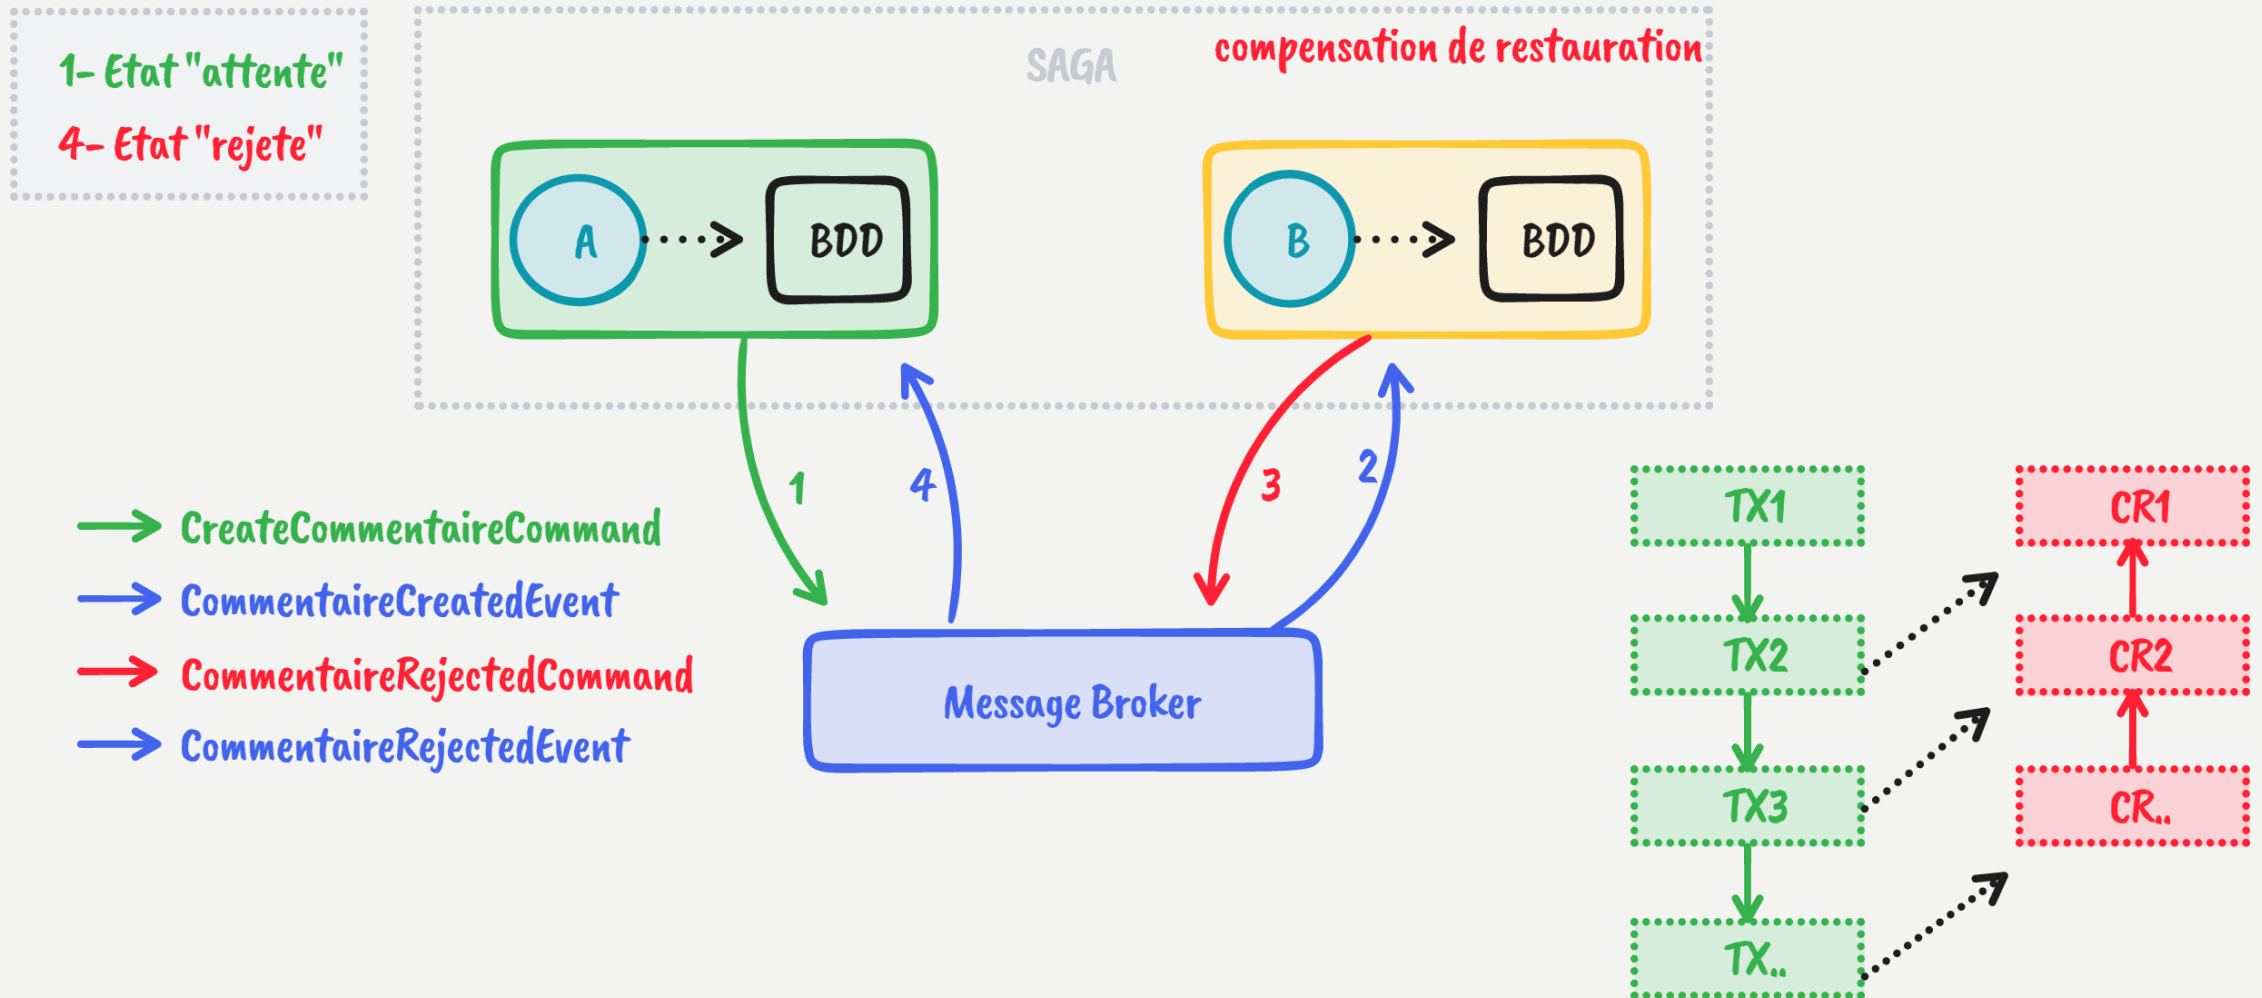 1- Etat "attente"
4- Etat "rejete"
SAGA
compensation de restauration
A
BDD
B
BDD
1
4
3
2
CreateCommentaireCommand
CommentaireCreatedEvent
CommentaireRejectedCommand
CommentaireRejectedEvent
Message Broker
TX1
TX2
TX3
TX..
CR1
CR2
CR..